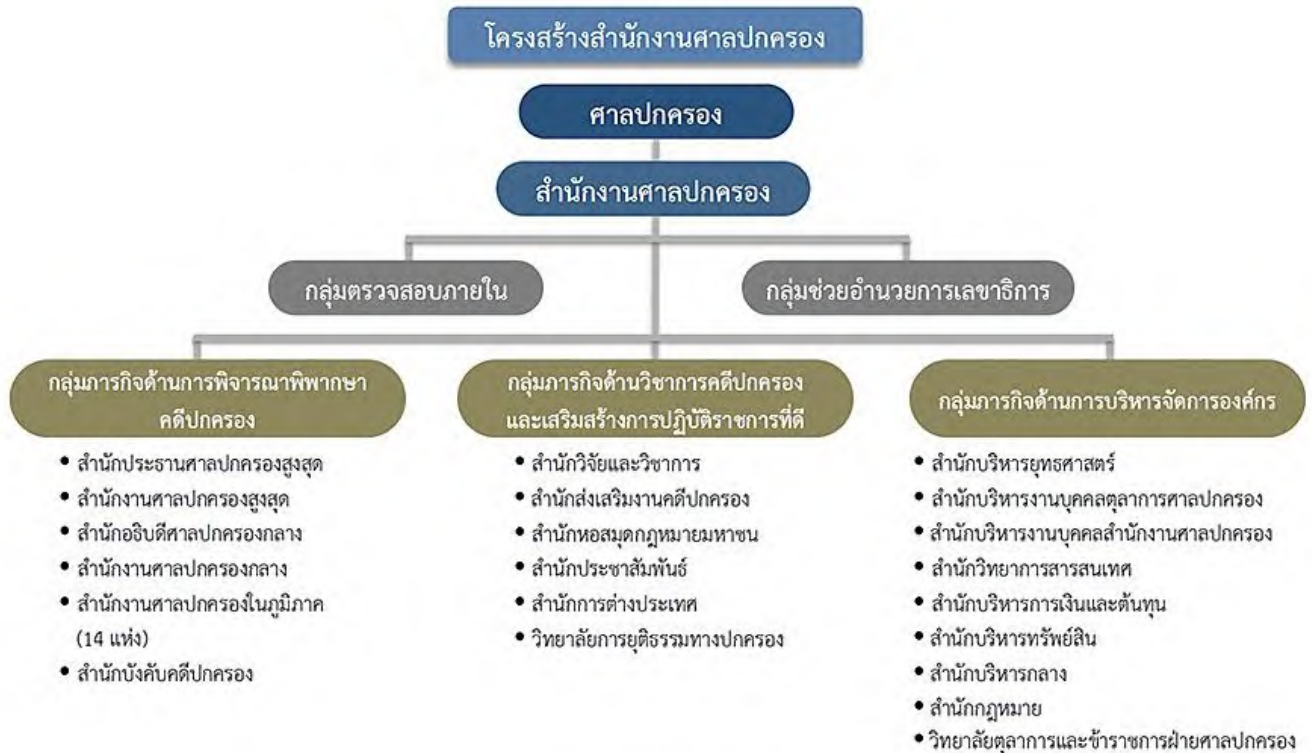 โครงสร้างสำนักงานศาลปกครอง
ศาลปกครอง
สำนักงานศาลปกครอง
กลุ่มตรวจสอบภายใน
กลุ่มช่วยอำนวยการเลขาธิการ
กลุ่มภารกิจด้านการพิจารณาพิพากษา
คดีปกครอง
• สำนักประธานศาลปกครองสูงสุด
• สำนักงานศาลปกครองสูงสุด
• สำนักอธิบดีศาลปกครองกลาง
• สำนักงานศาลปกครองกลาง
• สำนักงานศาลปกครองในภูมิภาค
(14 แห่ง)
• สำนักบังคับคดีปกครอง
กลุ่มภารกิจด้านวิชาการคดีปกครอง
และเสริมสร้างการปฏิบัติราชการที่ดี
• สำนักวิจัยและวิชาการ
• สำนักส่งเสริมงานคดีปกครอง
• สำนักหอสมุดกฎหมายมหาชน
• สำนักประชาสัมพันธ์
• สำนักการต่างประเทศ
• วิทยาลัยการยุติธรรมทางปกครอง
กลุ่มภารกิจด้านการบริหารจัดการองค์กร
• สำนักบริหารยุทธศาสตร์
• สำนักบริหารงานบุคคลตุลาการศาลปกครอง
• สำนักบริหารงานบุคคลสำนักงานศาลปกครอง
• สำนักวิทยาการสารสนเทศ
• สำนักบริหารการเงินและต้นทุน
• สำนักบริหารทรัพย์สิน
• สำนักบริหารกลาง
• สำนักกฎหมาย
• วิทยาลัยตุลาการและข้าราชการฝ่ายศาลปกครอง